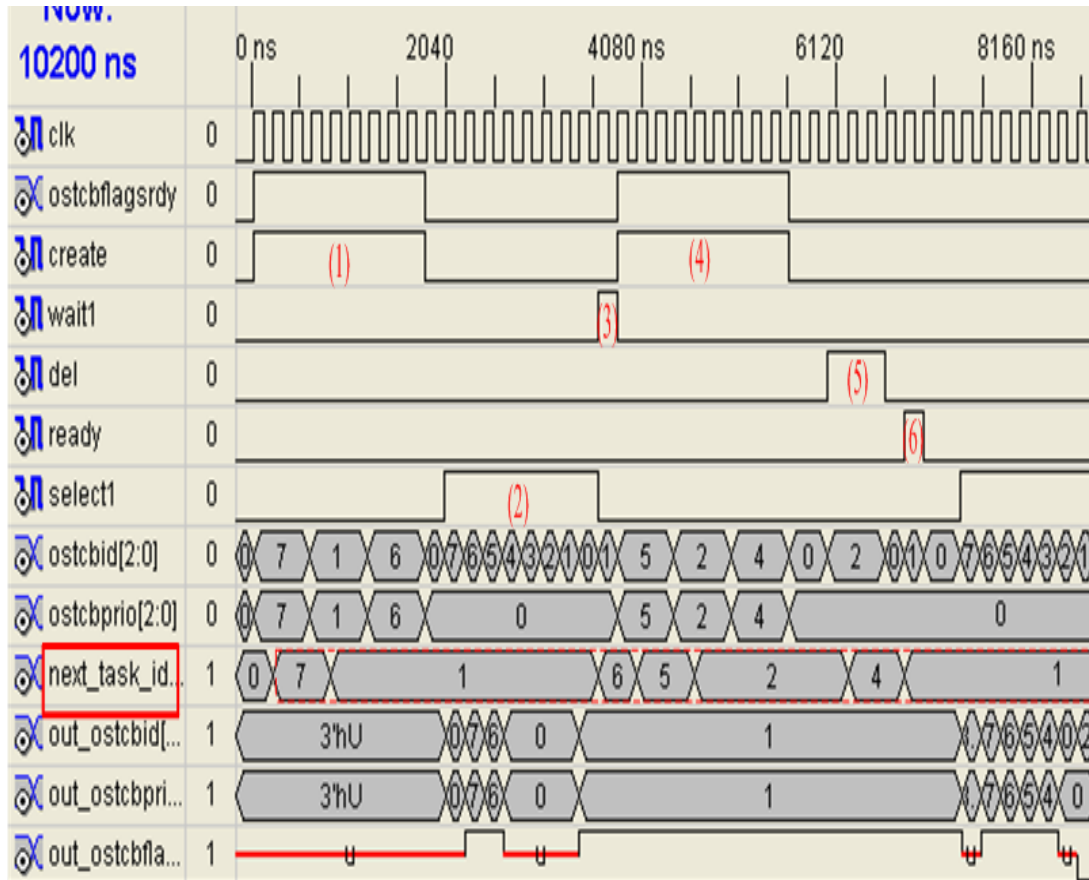 Now:
10200 ns
0 ns 2040 4080 ns 6120 8160 ns
clk 0
ostcbflagsrdy 0
create 0 (1) (4)
wait1 0 (3)
del 0 (5)
ready 0 (6)
select1 0 (2)
ostcbid[2:0] 0 0 7 1 6 0 7 6 5 4 3 2 1 0 1 5 2 4 0 2 0 1 0 7 6 5 4 3 2 1
ostcbprio[2:0] 0 0 7 1 6 0 5 2 4 0
next_task_id... 1 0 7 1 6 5 2 4 1
out_ostcbid[... 1 3'hU 0 7 6 0 1 3... 7 6 5 4 0 2
out_ostcbpri... 1 3'hU 0 7 6 0 1 3... 7 6 5 4 0
out_ostcbfla... 1 U U U U